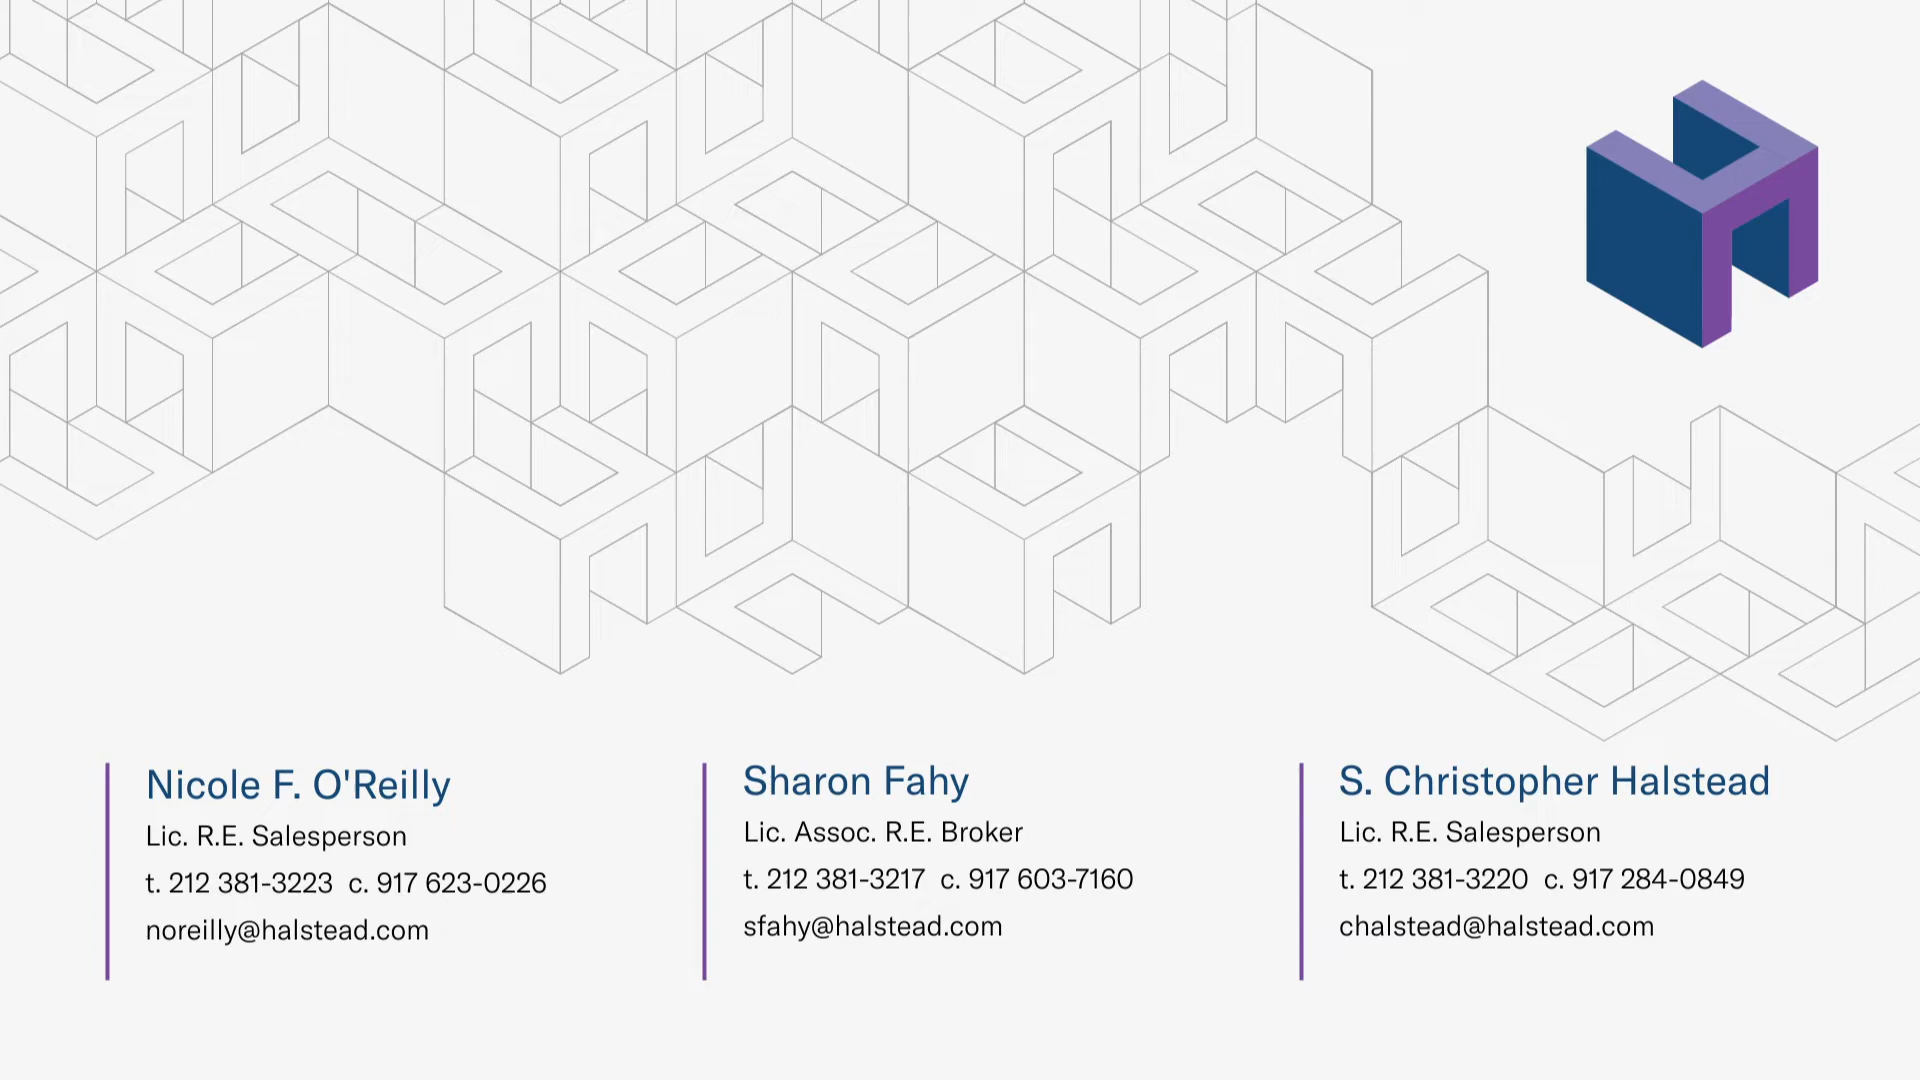 Nicole F. O'Reilly
Lic. R.E. Salesperson
t. 212 381-3223 c. 917 623-0226
noreilly@halstead.com
Sharon Fahy
Lic. Assoc. R.E. Broker
t. 212 381-3217 c. 917 603-7160
sfahy@halstead.com
S. Christopher Halstead
Lic. R.E. Salesperson
t. 212 381-3220 c. 917 284-0849
chalstead@halstead.com